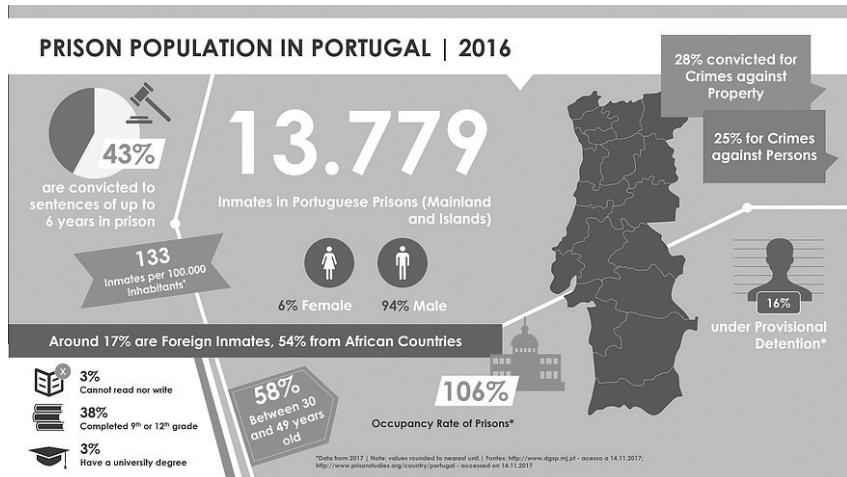 PRISON POPULATION IN PORTUGAL | 2016
28% convicted for
Crimes against
Property
25% for Crimes
against Persons
43%
are convicted to
sentences of up to
6 years in prison
13.779
Inmates in Portuguese Prisons (Mainland
and Islands)
133
Inmates per 100.000
inhabitants*
6% Female
94% Male
16%
under Provisional
Detention*
Around 17% are Foreign Inmates, 54% from African Countries
X
3%
Cannot read nor write
38%
Completed 9th or 12th grade
3%
Have a university degree
58%
Between 30
and 49 years
old
106%
Occupancy Rate of Prisons*
*Data from 2017 | Note: values rounded to nearest unit.| Fontes: http://www.dgsp.mj.pt - acesso a 14.11.2017;
http://www.prisonstudies.org/country/portugal - accessed on 14.11.2017